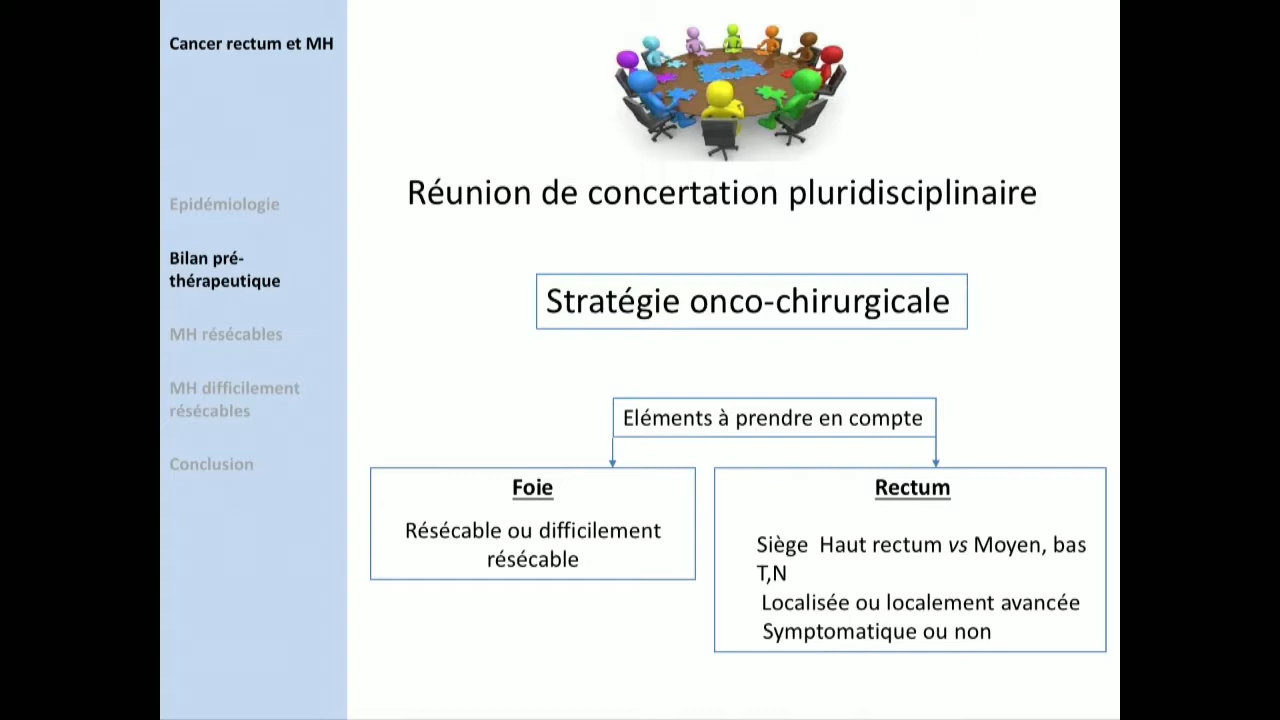 Cancer rectum et MH
Epidémiologie
Bilan pré-
thérapeutique
MH résécables
MH difficilement
résécables
Conclusion
Réunion de concertation pluridisciplinaire
Stratégie onco-chirurgicale
Eléments à prendre en compte
Foie
Résécable ou difficilement
résécable
Rectum
Siège Haut rectum vs Moyen, bas
T,N
Localisée ou localement avancée
Symptomatique ou non